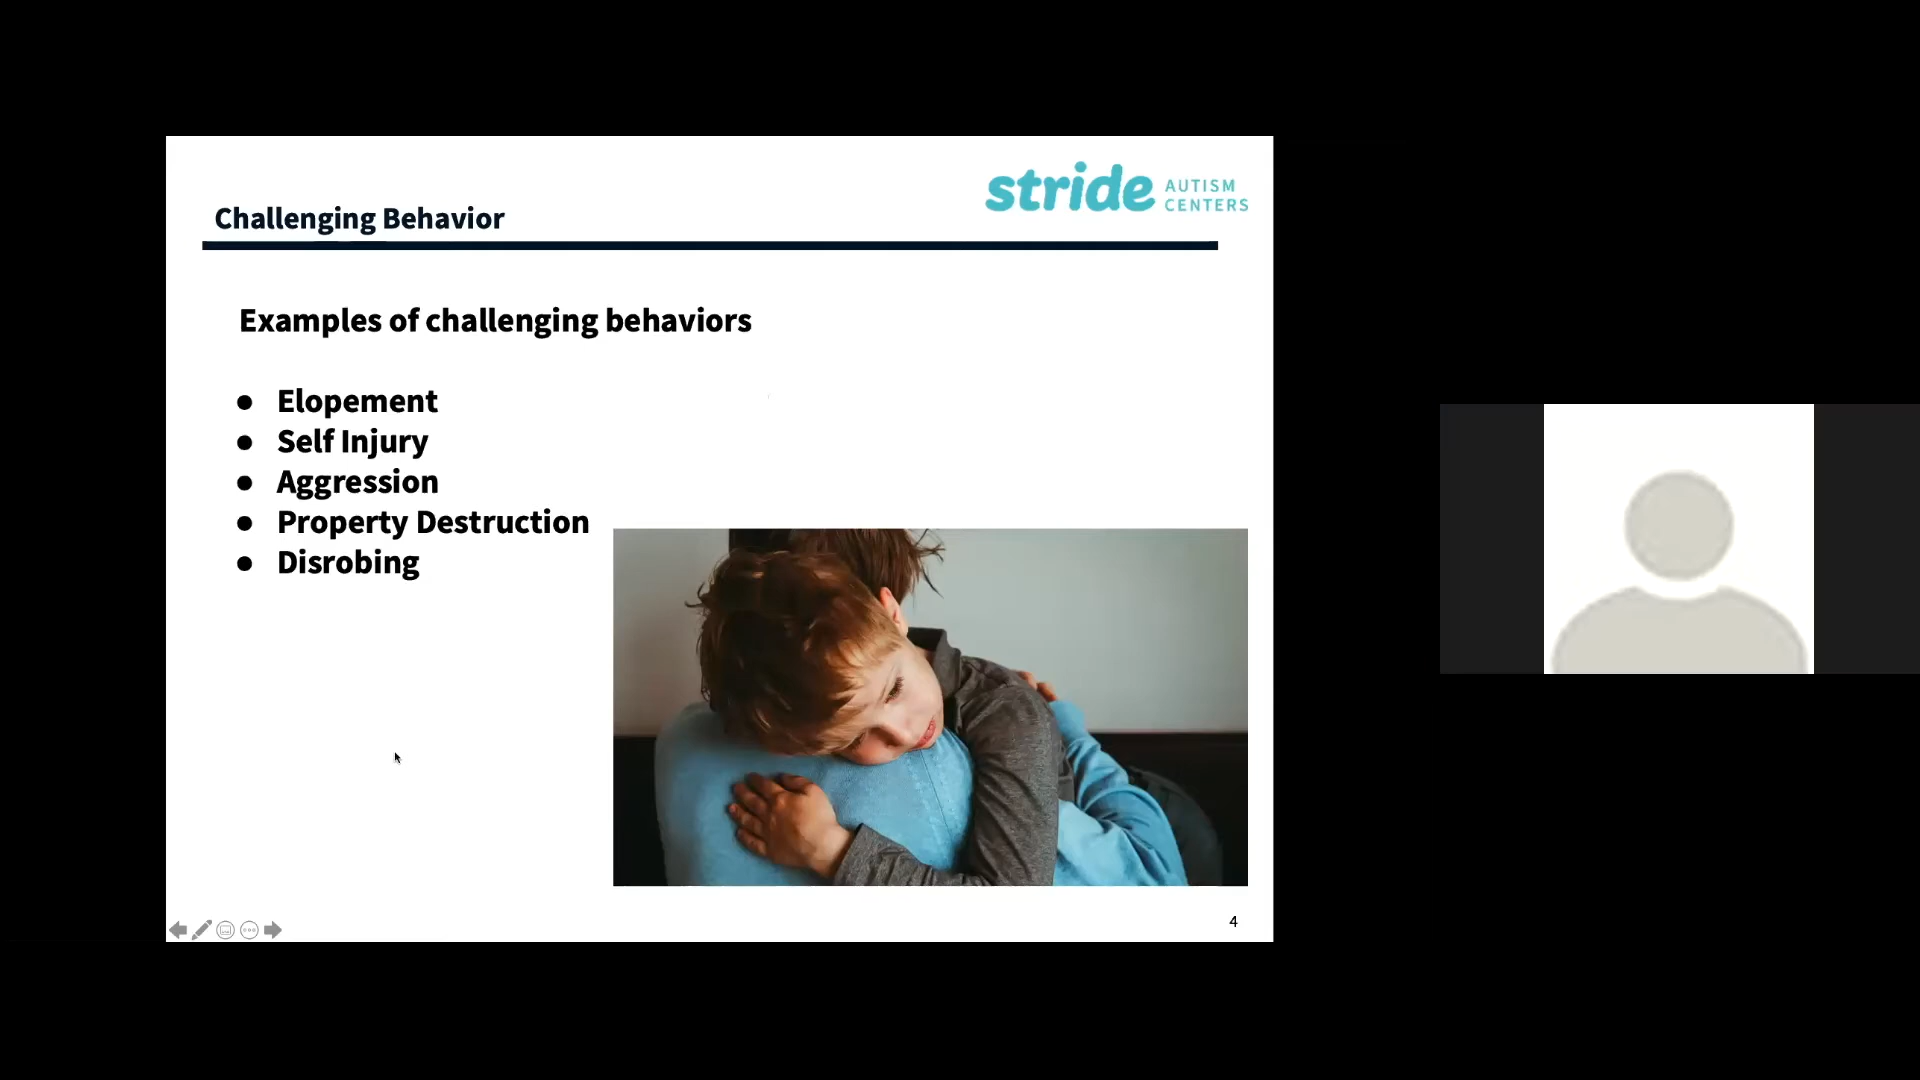 stride AUTISM
CENTERS
Challenging Behavior
Examples of challenging behaviors
● Elopement
● Self Injury
● Aggression
● Property Destruction
● Disrobing
4